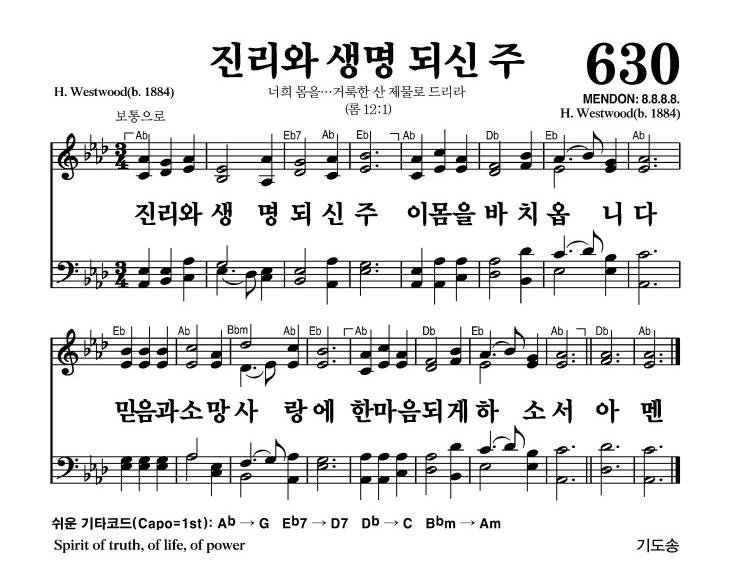 진리와 생명 되신 주
630
H. Westwood(b. 1884)
너희 몸을…거룩한 산 제물로 드리라
(롬 12:1)
MENDON: 8.8.8.8.
H. Westwood(b. 1884)
보통으로
Ab Eb7 Ab Eb Ab Db Eb Ab
3/4
진리와 생 명 되 신 주 이몸을 바 치 옵 니 다
3/4
Eb Ab Bbm Ab Eb Ab Db Eb Ab Db Ab
믿음과 소 망 사 랑 에 한마음되게 하 소 서 아 멘
쉬운 기타코드(Capo=1st): Ab → G Eb7 → D7 Db → C Bbm → Am
Spirit of truth, of life, of power
기도송